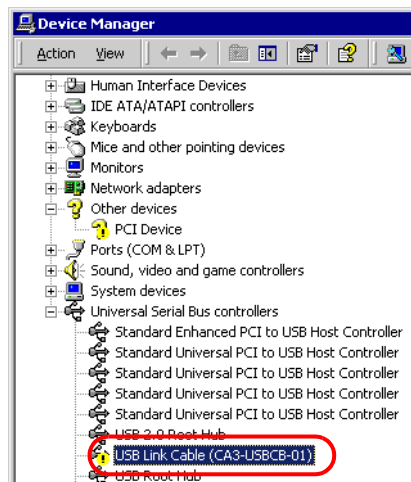 Device Manager
Action View
Human Interface Devices
IDE ATA/ATAPI controllers
Keyboards
Mice and other pointing devices
Monitors
Network adapters
Other devices
PCI Device
Ports (COM & LPT)
Sound, video and game controllers
System devices
Universal Serial Bus controllers
Standard Enhanced PCI to USB Host Controller
Standard Universal PCI to USB Host Controller
Standard Universal PCI to USB Host Controller
Standard Universal PCI to USB Host Controller
Standard Universal PCI to USB Host Controller
USB 2.0 Root Hub
USB Link Cable (CA3-USBCB-01)
USB Root Hub